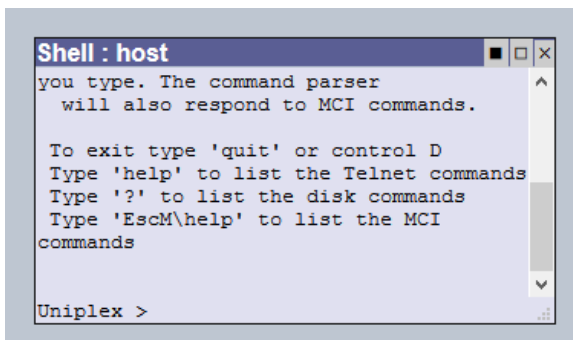 Shell : host
you type. The command parser
will also respond to MCI commands.
To exit type 'quit' or control D
Type 'help' to list the Telnet commands
Type '?' to list the disk commands
Type 'EscM\help' to list the MCI
commands
Uniplex >